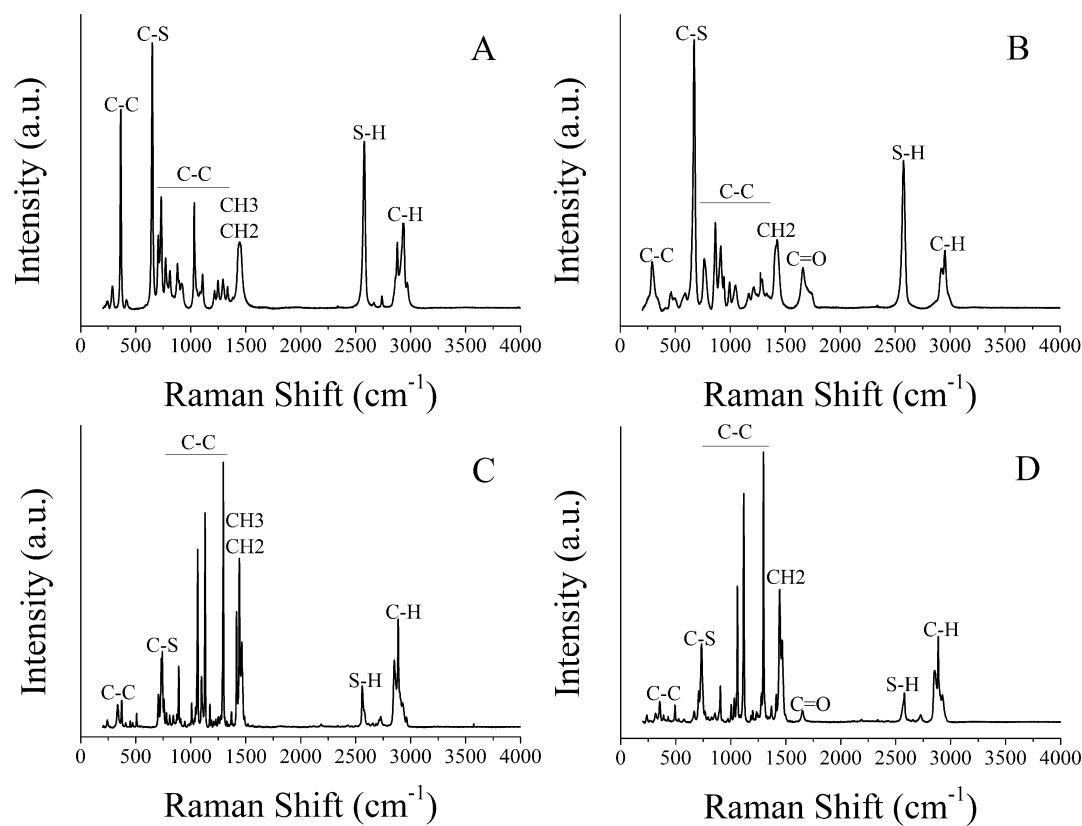 C-S
A
C-C
S-H
C-C
CH3
CH2
C-H
Intensity (a.u.)
0 500 1000 1500 2000 2500 3000 3500 4000
Raman Shift (cm-1)
C-S
B
S-H
C-C
CH2
C=O
C-C
C-H
Intensity (a.u.)
0 500 1000 1500 2000 2500 3000 3500 4000
Raman Shift (cm-1)
C-C
C
CH3
CH2
C-H
C-S
C-C
S-H
Intensity (a.u.)
0 500 1000 1500 2000 2500 3000 3500 4000
Raman Shift (cm-1)
C-C
D
CH2
C-S
C-H
C-C
C=O
S-H
Intensity (a.u.)
0 500 1000 1500 2000 2500 3000 3500 4000
Raman Shift (cm-1)